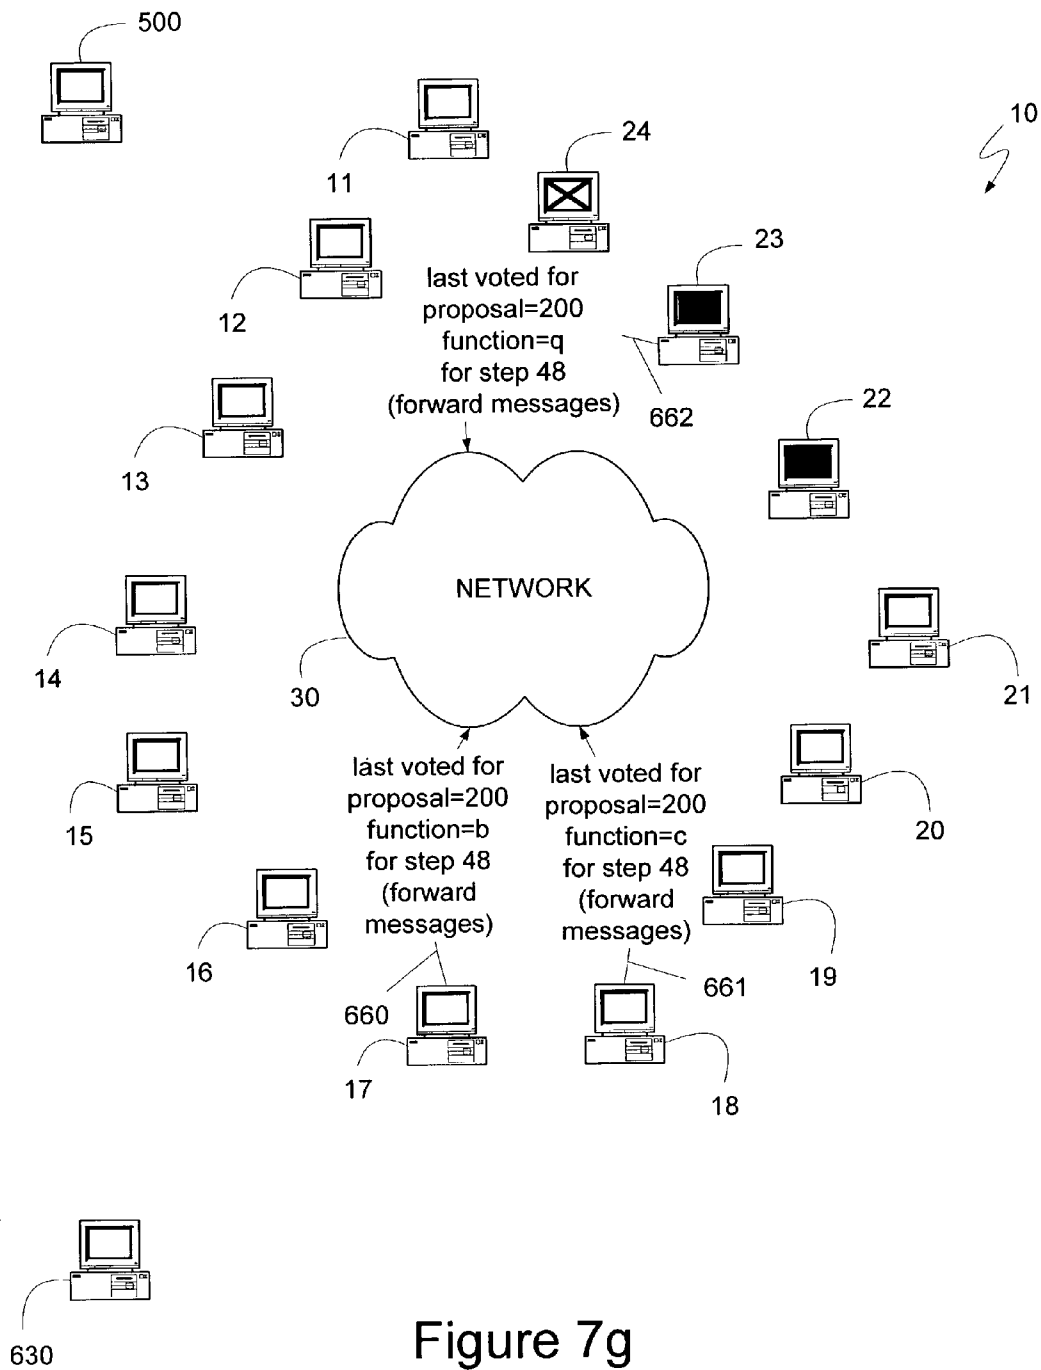 500
11
24
10
12
23
last voted for
proposal=200
function=q
for step 48
(forward messages)
662
13
22
NETWORK
14
30
21
15
last voted for
proposal=200
function=b
for step 48
(forward
messages)
last voted for
proposal=200
function=c
for step 48
(forward
messages)
20
16
19
660
661
17
18
630
Figure 7g